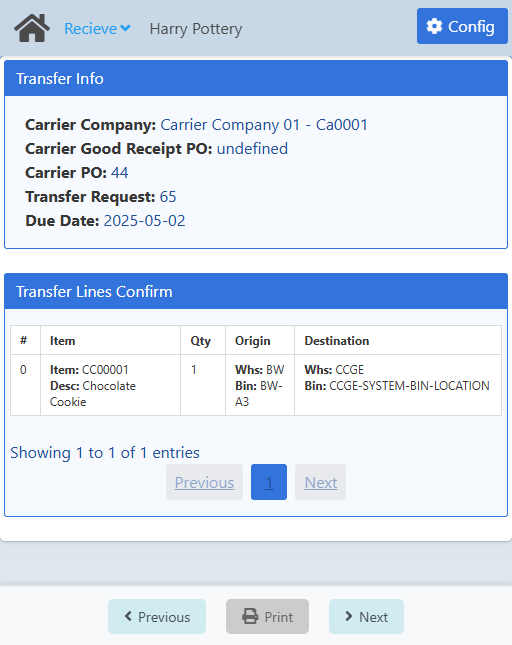 Recieve Harry Pottery Config
Transfer Info
Carrier Company: Carrier Company 01 - Ca0001
Carrier Good Receipt PO: undefined
Carrier PO: 44
Transfer Request: 65
Due Date: 2025-05-02
Transfer Lines Confirm
# Item Qty Origin Destination
0 Item: CC00001 1 Whs: BW Whs: CCGE
Desc: Chocolate Bin: BW- Bin: CCGE-SYSTEM-BIN-LOCATION
Cookie A3
Showing 1 to 1 of 1 entries
Previous 1 Next
Previous Print Next